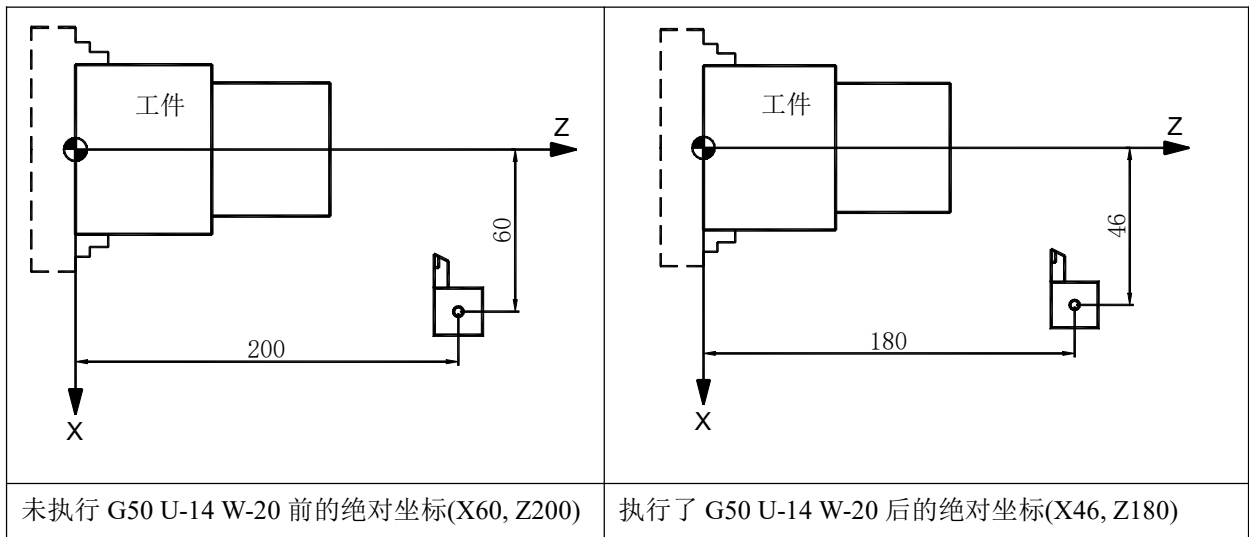 工件
Z
60
200
X
未执行 G50 U-14 W-20 前的绝对坐标(X60, Z200)
工件
Z
46
180
X
执行了 G50 U-14 W-20 后的绝对坐标(X46, Z180)